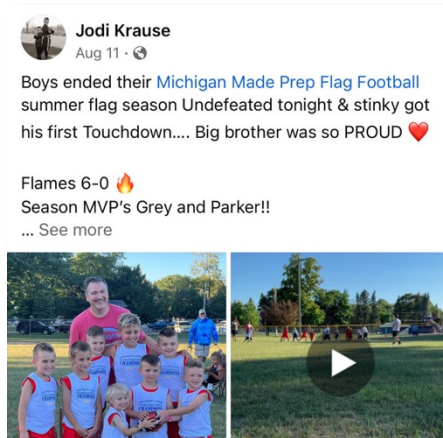 Jodi Krause
Aug 11 ·
Boys ended their Michigan Made Prep Flag Football
summer flag season Undefeated tonight & stinky got
his first Touchdown.... Big brother was so PROUD ❤️
Flames 6-0 🔥
Season MVP's Grey and Parker!!
... See more